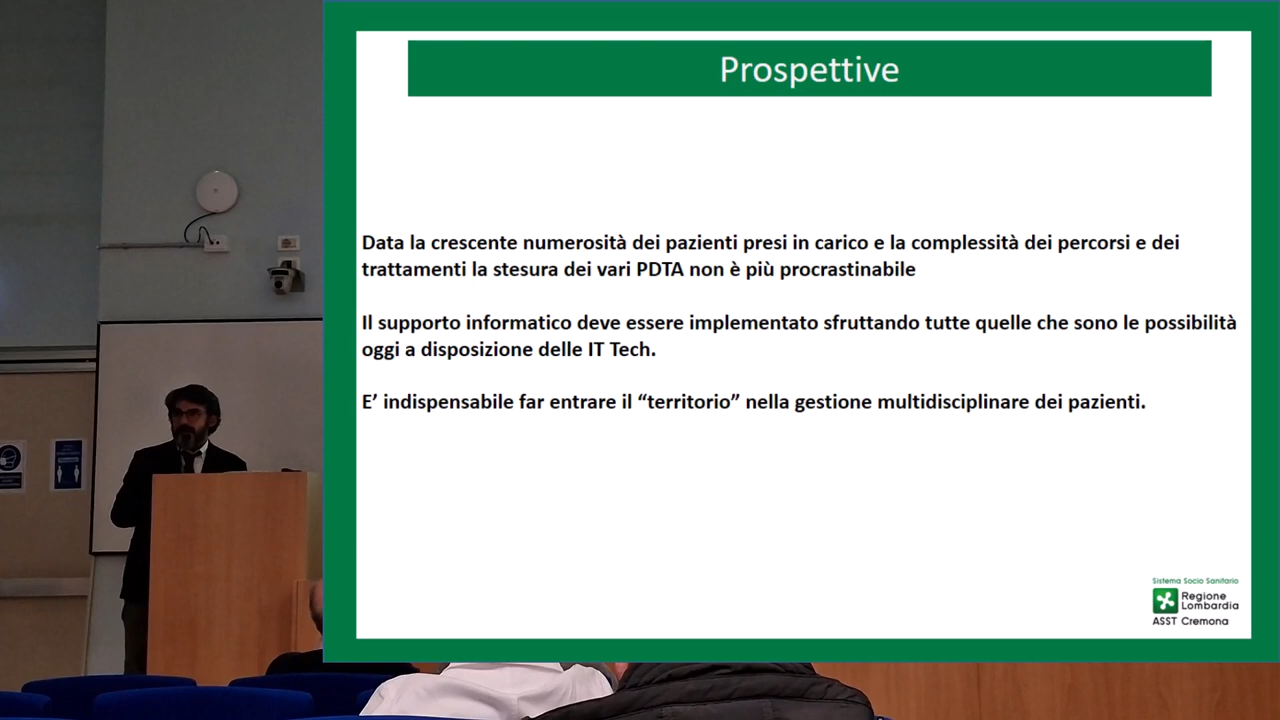 Prospettive
Data la crescente numerosità dei pazienti presi in carico e la complessità dei percorsi e dei
trattamenti la stesura dei vari PDTA non è più procrastinabile
Il supporto informatico deve essere implementato sfruttando tutte quelle che sono le possibilità
oggi a disposizione delle IT Tech.
E’ indispensabile far entrare il “territorio” nella gestione multidisciplinare dei pazienti.
Sistema Socio Sanitario
Regione
Lombardia
ASST Cremona